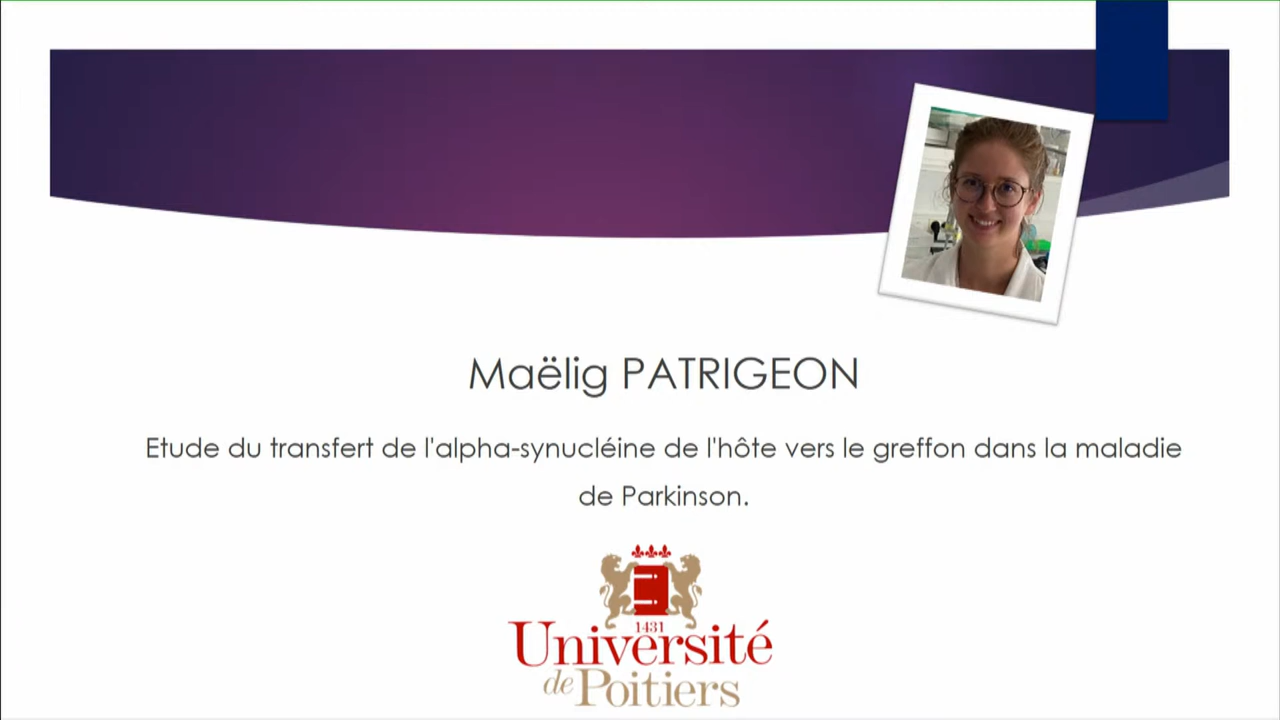 Maëlig PATRIGEON
Etude du transfert de l'alpha-synucléine de l'hôte vers le greffon dans la maladie
de Parkinson.
1431
Université
de Poitiers